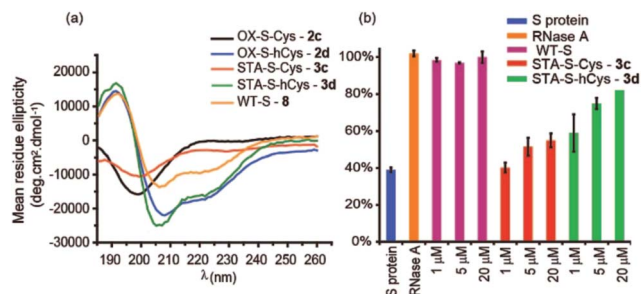 (a)
OX-S-Cys - 2c
OX-S-hCys - 2d
STA-S-Cys - 3c
STA-S-hCys - 3d
WT-S - 8
20000
10000
0
-10000
-20000
-30000
Mean residue ellipticity
(deg.cm².dmol⁻¹)
190 200 210 220 230 240 250 260
λ(nm)
(b)
S protein
RNase A
WT-S
STA-S-Cys - 3c
STA-S-hCys - 3d
100%
80%
60%
40%
20%
0%
S protein
RNase A
1 μM
5 μM
20 μM
1 μM
5 μM
20 μM
1 μM
5 μM
20 μM